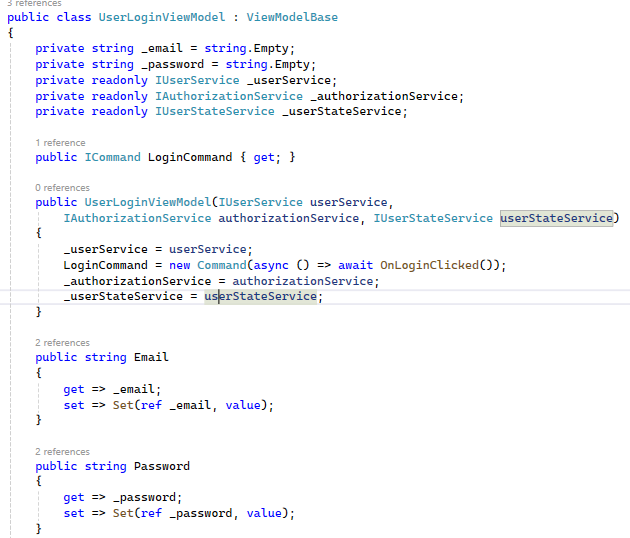 3 references
public class UserLoginViewModel : ViewModelBase
{
    private string _email = string.Empty;
    private string _password = string.Empty;
    private readonly IUserService _userService;
    private readonly IAuthorizationService _authorizationService;
    private readonly IUserStateService _userStateService;
    1 reference
    public ICommand LoginCommand { get; }
    0 references
    public UserLoginViewModel(IUserService userService,
        IAuthorizationService authorizationService, IUserStateService userStateService)
    {
        _userService = userService;
        LoginCommand = new Command(async () => await OnLoginClicked());
        _authorizationService = authorizationService;
        _userStateService = userStateService;
    }
    2 references
    public string Email
    {
        get => _email;
        set => Set(ref _email, value);
    }
    2 references
    public string Password
    {
        get => _password;
        set => Set(ref _password, value);
    }